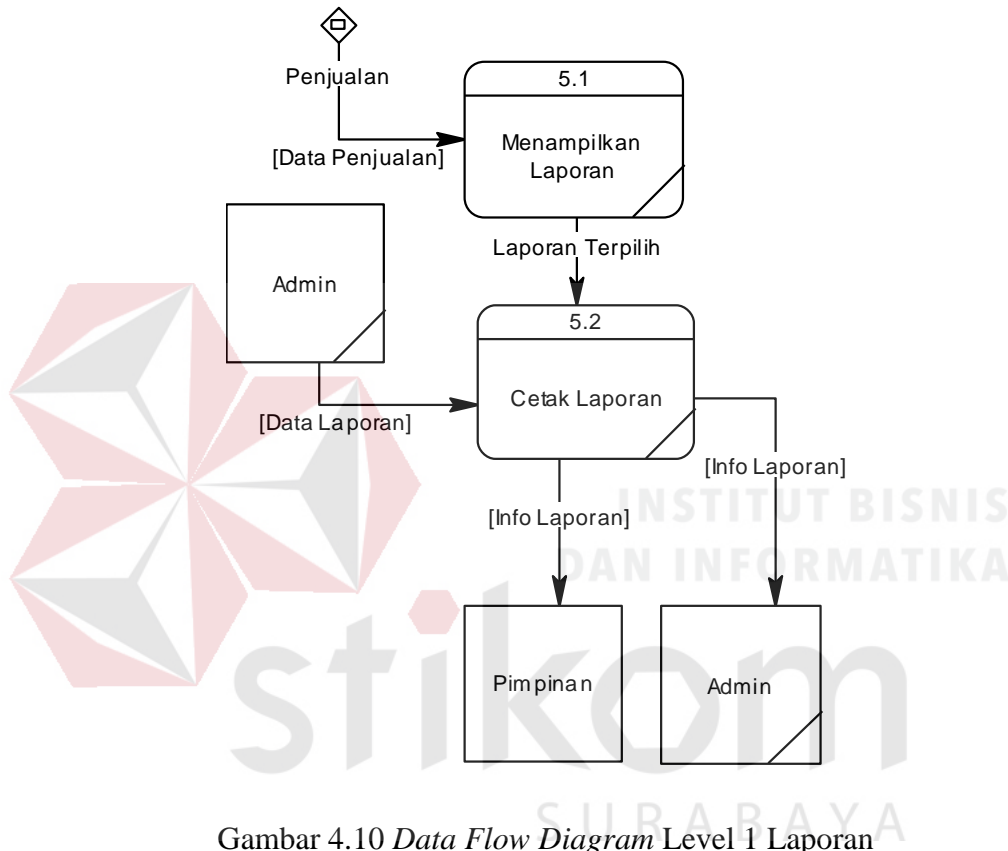 Penjualan
[Data Penjualan]
5.1
Menampilkan
Laporan
Laporan Terpilih
Admin
[Data Laporan]
5.2
Cetak Laporan
[Info Laporan]
[Info Laporan]
INSTITUT BISNIS
DAN INFORMATIKA
Pimpinan
Admin
stikom
SURABAYA
Gambar 4.10 Data Flow Diagram Level 1 Laporan